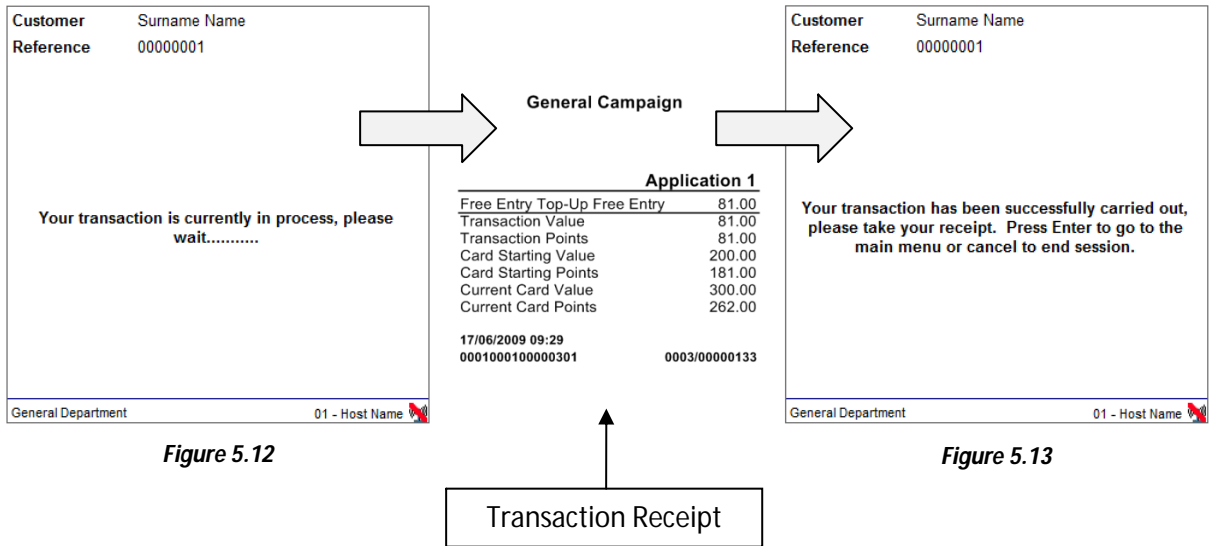 Customer Surname Name
Reference 00000001
Your transaction is currently in process, please
wait...........
General Department 01 - Host Name
Figure 5.12
General Campaign
Application 1
Free Entry Top-Up Free Entry 81.00
Transaction Value 81.00
Transaction Points 81.00
Card Starting Value 200.00
Card Starting Points 181.00
Current Card Value 300.00
Current Card Points 262.00
17/06/2009 09:29
0001000100000301 0003/00000133
Transaction Receipt
Customer Surname Name
Reference 00000001
Your transaction has been successfully carried out,
please take your receipt. Press Enter to go to the
main menu or cancel to end session.
General Department 01 - Host Name
Figure 5.13